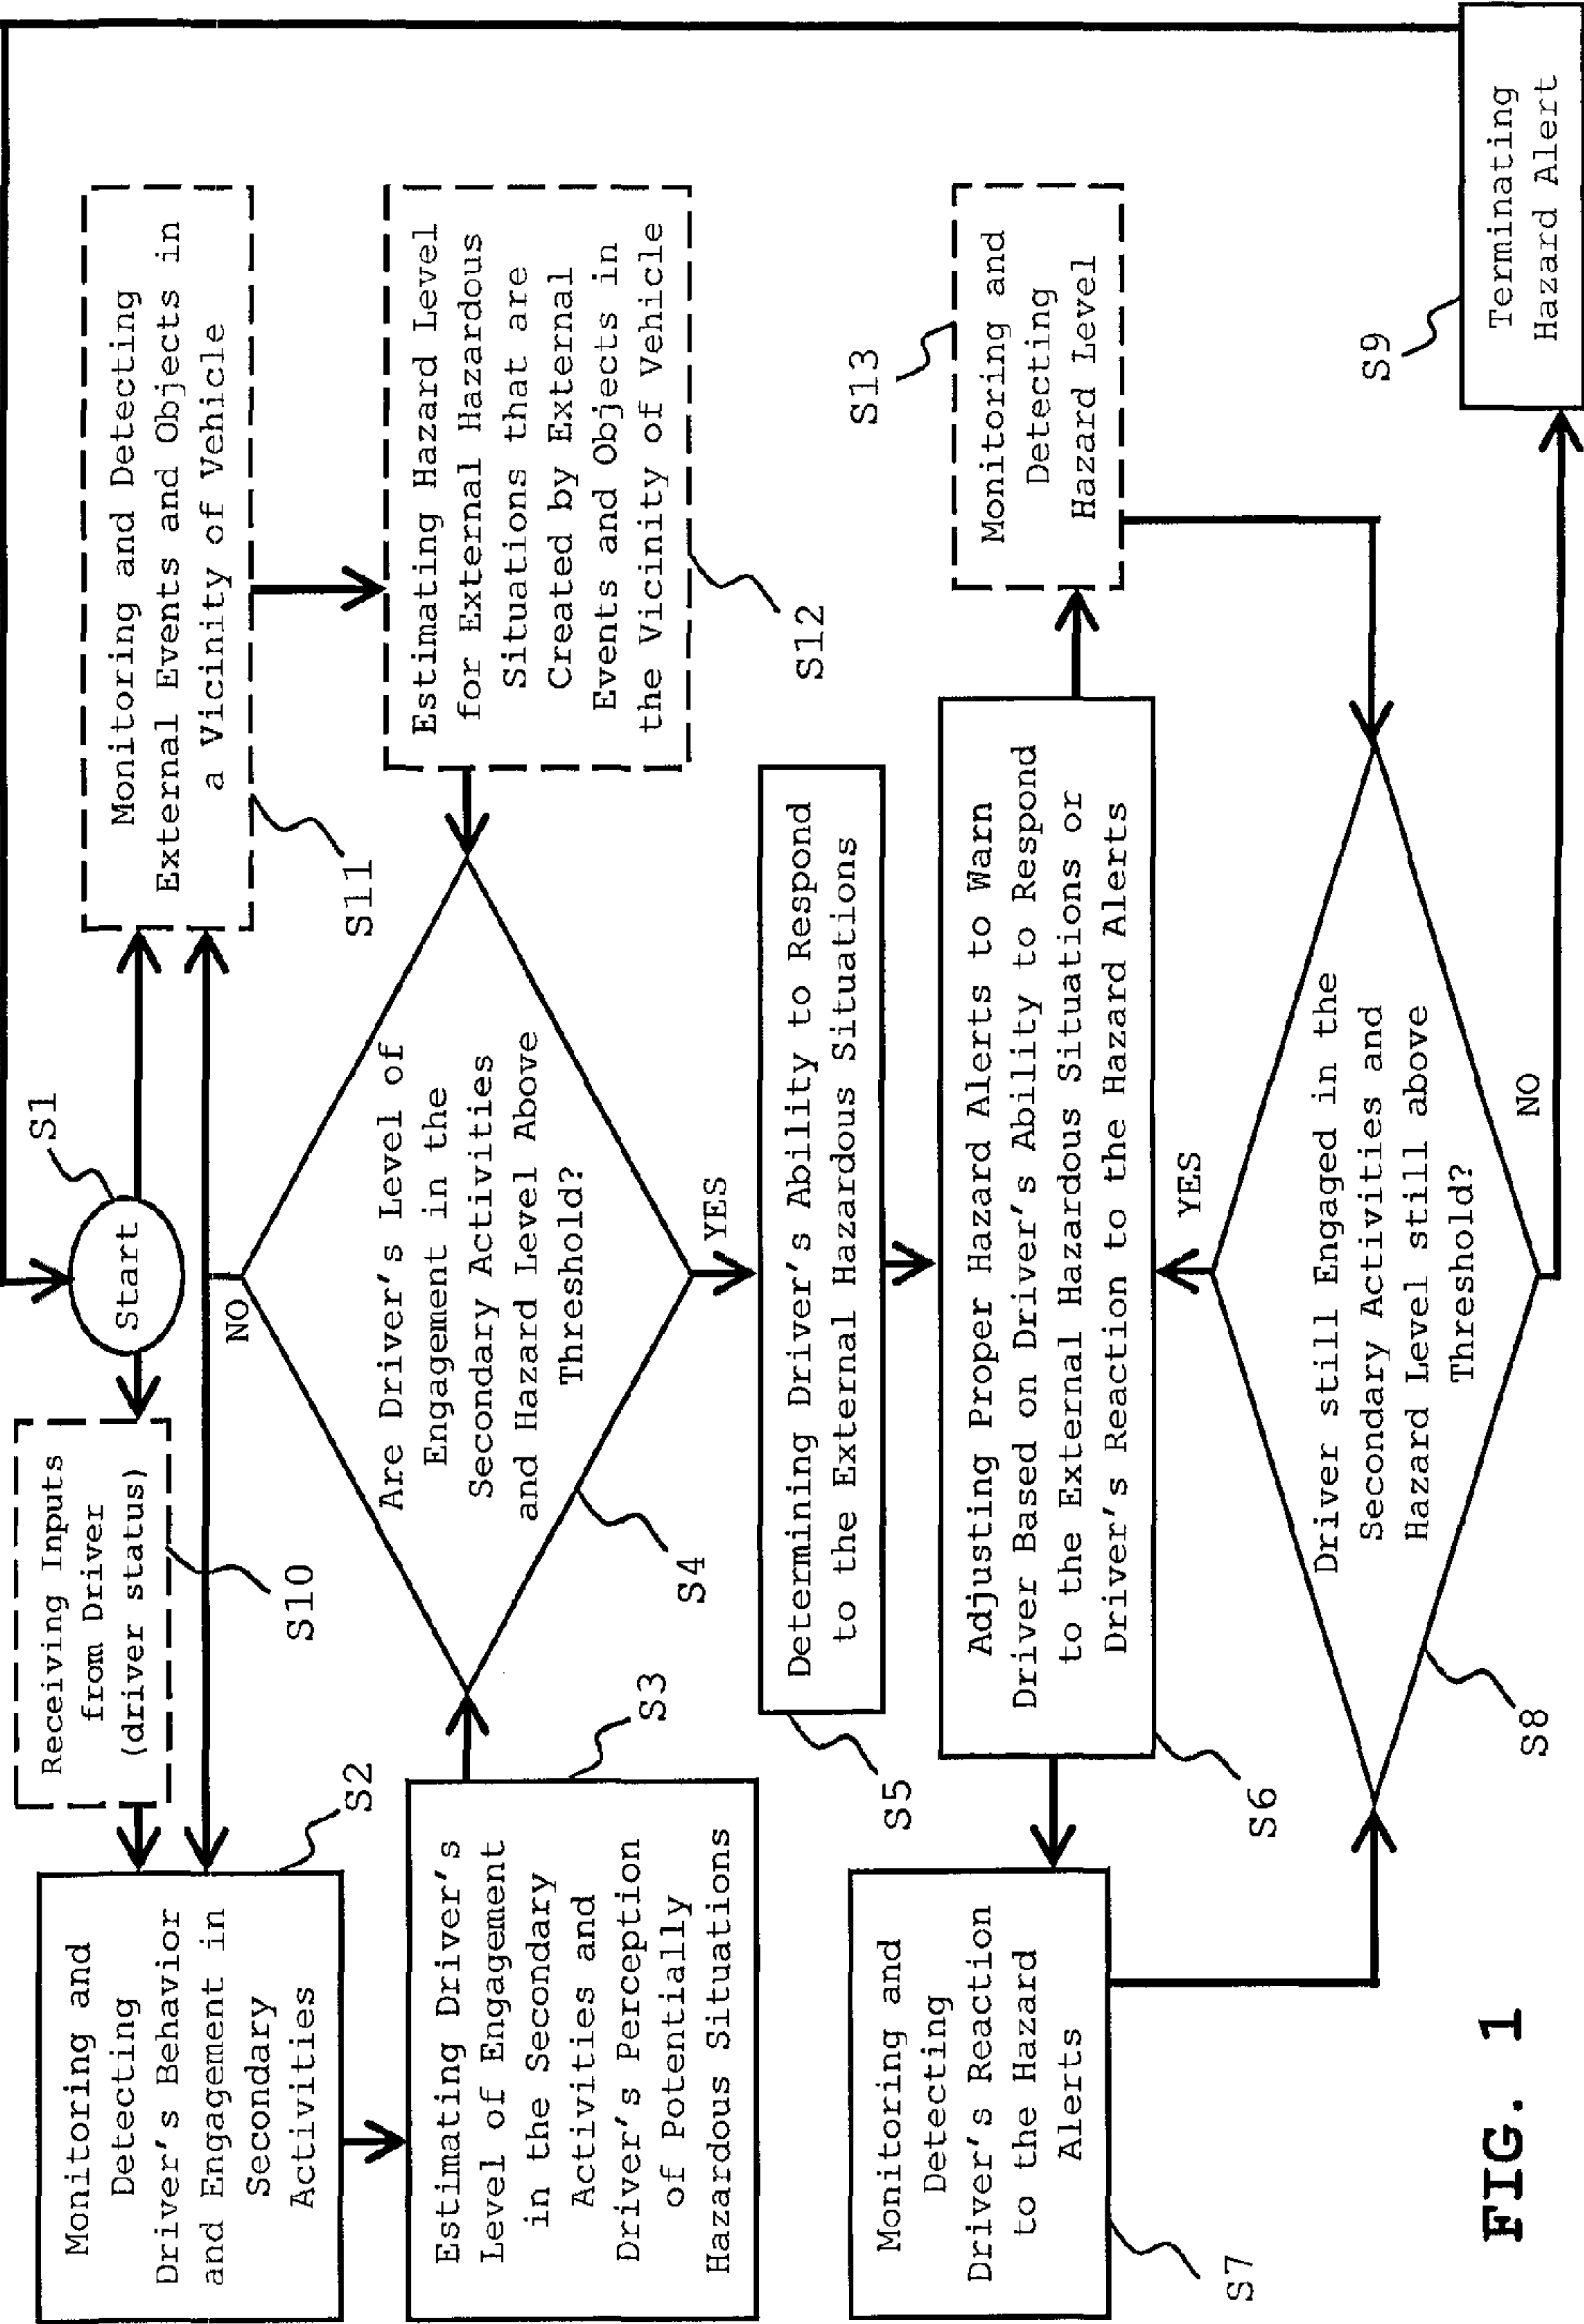 S1
Start
Receiving Inputs
from Driver
(driver status)
S10
Monitoring and Detecting
External Events and Objects in
a Vicinity of Vehicle
S11
Monitoring and
Detecting
Driver's Behavior
and Engagement in
Secondary
Activities
S2
NO
Estimating Driver's
Level of Engagement
in the Secondary
Activities and
Driver's Perception
of Potentially
Hazardous Situations
S3
Are Driver's Level of
Engagement in the
Secondary Activities
and Hazard Level Above
Threshold?
S4
YES
Estimating Hazard Level
for External Hazardous
Situations that are
Created by External
Events and Objects in
the Vicinity of Vehicle
S12
Determining Driver's Ability to Respond
to the External Hazardous Situations
S5
Adjusting Proper Hazard Alerts to Warn
Driver Based on Driver's Ability to Respond
to the External Hazardous Situations or
Driver's Reaction to the Hazard Alerts
S6
Monitoring and
Detecting
Driver's Reaction
to the Hazard
Alerts
S7
Monitoring and
Detecting
Hazard Level
S13
YES
Driver still Engaged in the
Secondary Activities and
Hazard Level still above
Threshold?
S8
NO
S9
Terminating
Hazard Alert
FIG. 1